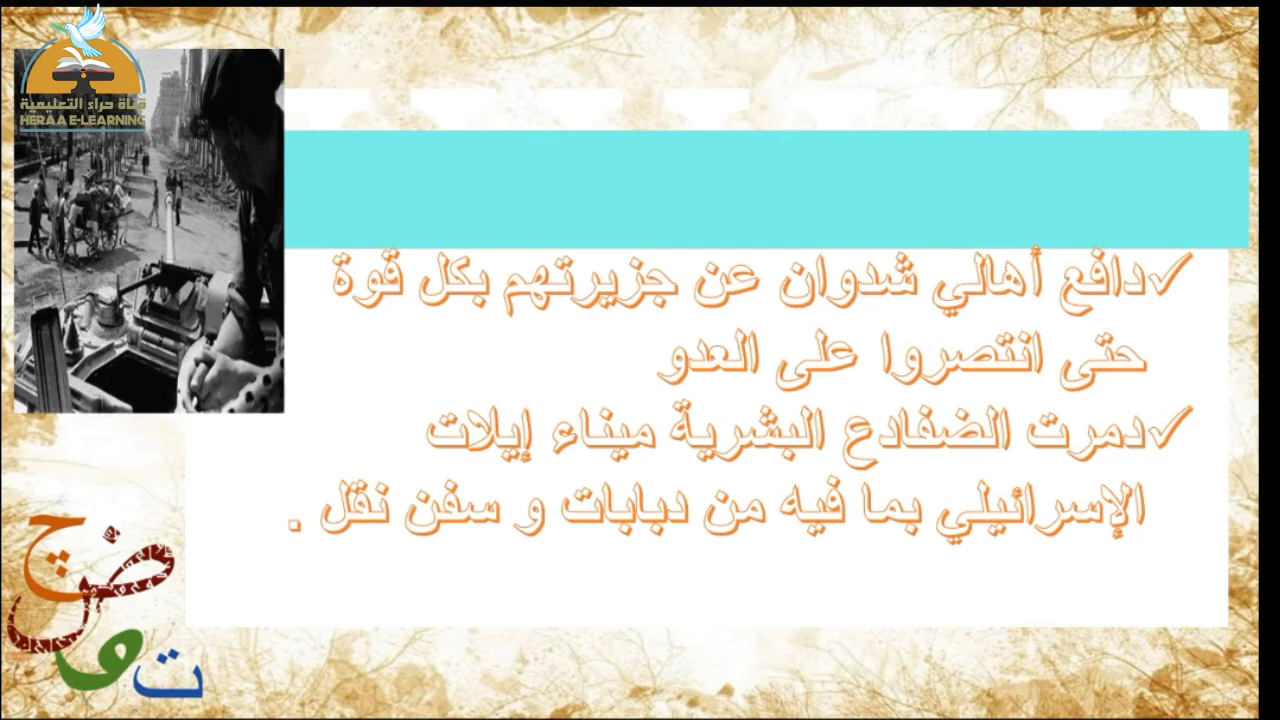 قناة حراء التعليمية
HERAA E-LEARNING
✓دافع أهالي شدوان عن جزيرتهم بكل قوة
حتى انتصروا على العدو
✓دمرت الضفادع البشرية ميناء إيلات
الإسرائيلي بما فيه من دبابات و سفن نقل .
ج
ض
و
ت